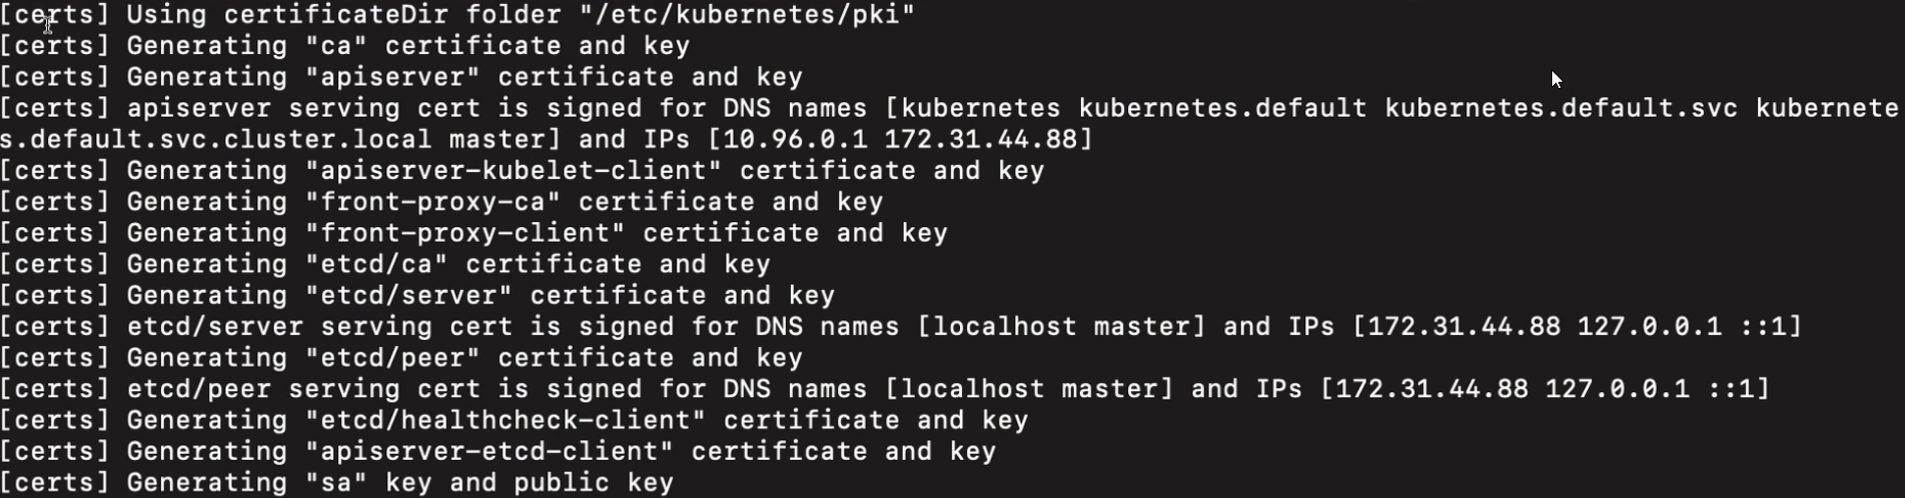 [certs] Using certificateDir folder "/etc/kubernetes/pki"
[certs] Generating "ca" certificate and key
[certs] Generating "apiserver" certificate and key
[certs] apiserver serving cert is signed for DNS names [kubernetes kubernetes.default kubernetes.default.svc kubernete
s.default.svc.cluster.local master] and IPs [10.96.0.1 172.31.44.88]
[certs] Generating "apiserver-kubelet-client" certificate and key
[certs] Generating "front-proxy-ca" certificate and key
[certs] Generating "front-proxy-client" certificate and key
[certs] Generating "etcd/ca" certificate and key
[certs] Generating "etcd/server" certificate and key
[certs] etcd/server serving cert is signed for DNS names [localhost master] and IPs [172.31.44.88 127.0.0.1 ::1]
[certs] Generating "etcd/peer" certificate and key
[certs] etcd/peer serving cert is signed for DNS names [localhost master] and IPs [172.31.44.88 127.0.0.1 ::1]
[certs] Generating "etcd/healthcheck-client" certificate and key
[certs] Generating "apiserver-etcd-client" certificate and key
[certs] Generating "sa" key and public key